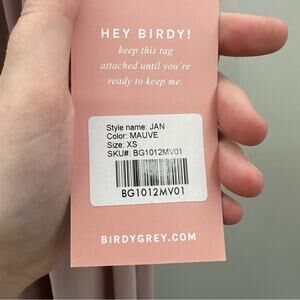 HEY BIRDY!
keep this tag
attached until you're
ready to keep me.
Style name: JAN
Color: MAUVE
Size: XS
SKU#: BG1012MV01
BG1012MV01
BIRDYGREY.COM